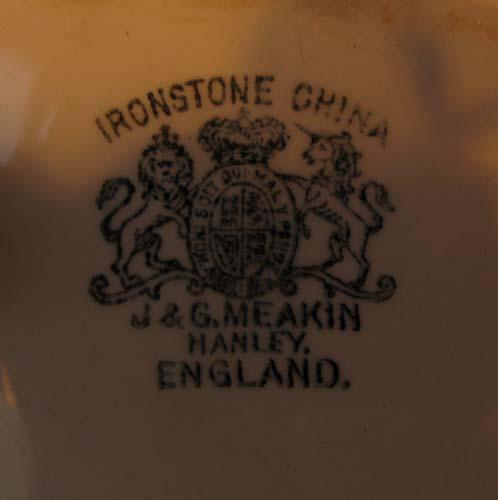 IRONSTONE CHINA
HONI SOIT QUI MAL Y PENSE
J & G. MEAKIN
HANLEY.
ENGLAND.